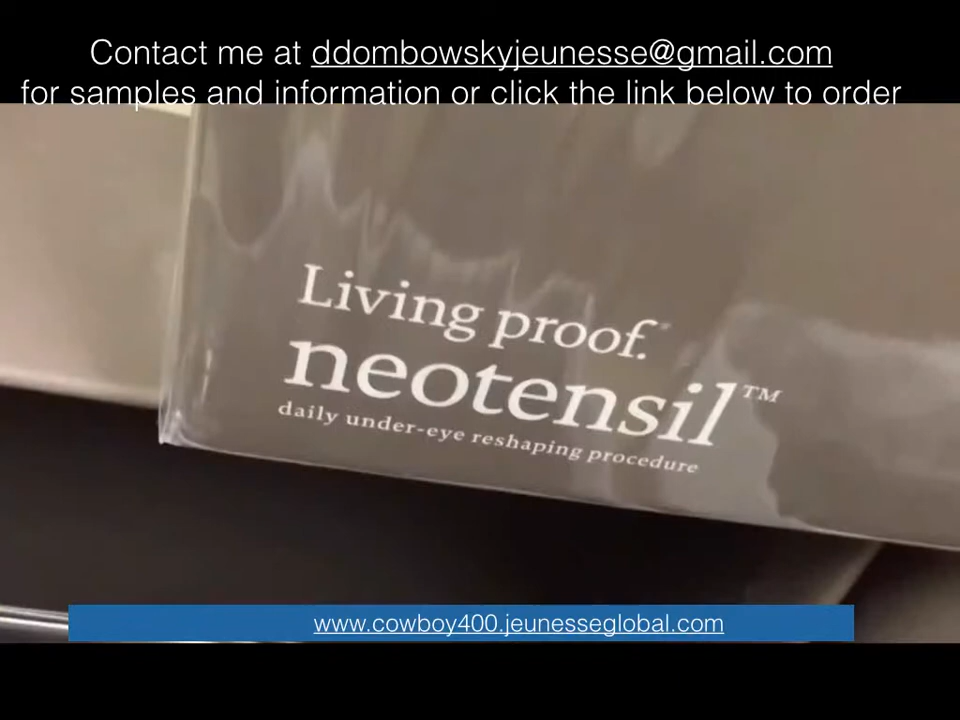 Contact me at ddombowskyjeunesse@gmail.com
for samples and information or click the link below to order
Living proof.®
neotensil™
daily under-eye reshaping procedure
www.cowboy400.jeunesseglobal.com